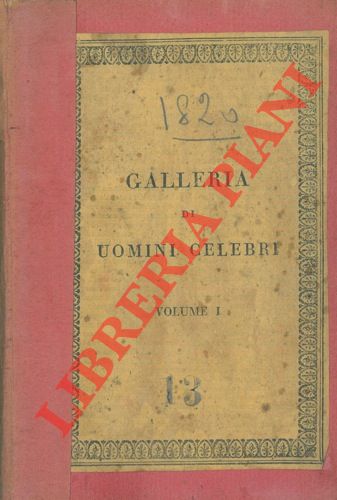 1820
GALLERIA
DI
UOMINI CELEBRI
VOLUME I
13
LIBRERIA PIANI